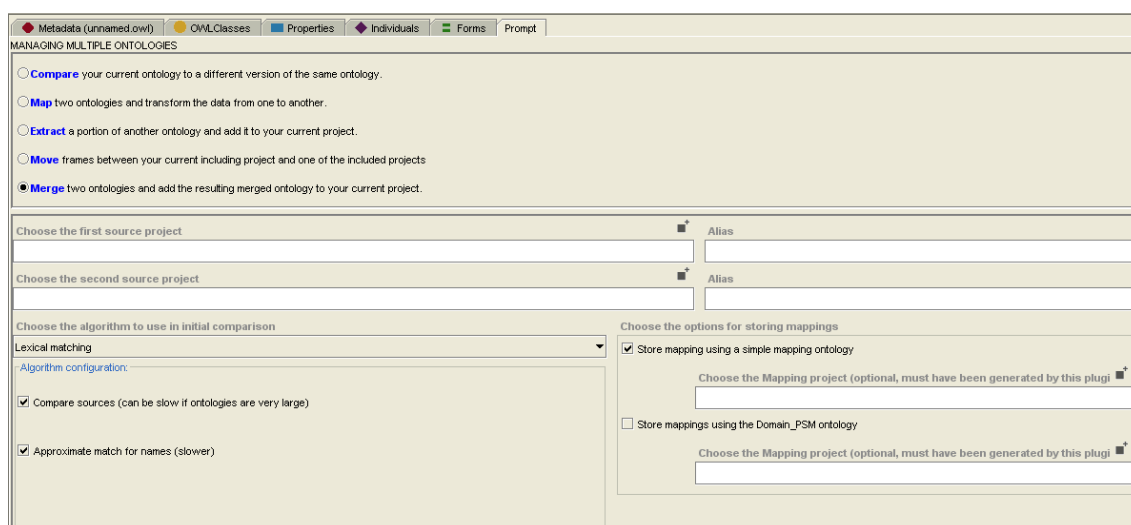 Metadata (unnamed.owl) OWLClasses Properties Individuals Forms Prompt
MANAGING MULTIPLE ONTOLOGIES
Compare your current ontology to a different version of the same ontology.
Map two ontologies and transform the data from one to another.
Extract a portion of another ontology and add it to your current project.
Move frames between your current including project and one of the included projects
Merge two ontologies and add the resulting merged ontology to your current project.
Choose the first source project Alias
Choose the second source project Alias
Choose the algorithm to use in initial comparison Choose the options for storing mappings
Lexical matching Store mapping using a simple mapping ontology
Algorithm configuration:
Choose the Mapping project (optional, must have been generated by this plugi
Compare sources (can be slow if ontologies are very large)
Store mappings using the Domain_PSM ontology
Approximate match for names (slower) Choose the Mapping project (optional, must have been generated by this plugi